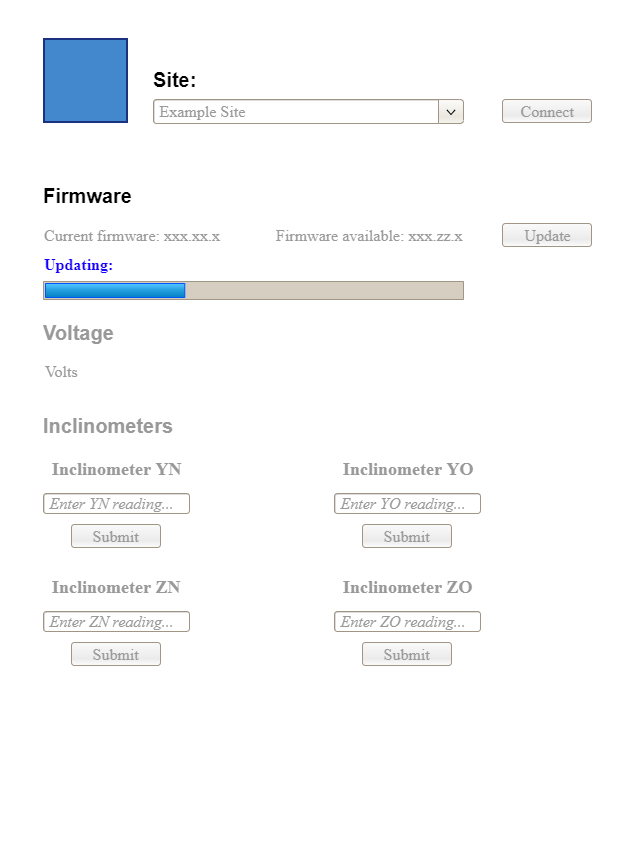 Site:
Example Site
Connect
Firmware
Current firmware: xxx.xx.x
Firmware available: xxx.zz.x
Update
Updating:
Voltage
Volts
Inclinometers
Inclinometer YN
Inclinometer YO
Enter YN reading...
Enter YO reading...
Submit
Submit
Inclinometer ZN
Inclinometer ZO
Enter ZN reading...
Enter ZO reading...
Submit
Submit